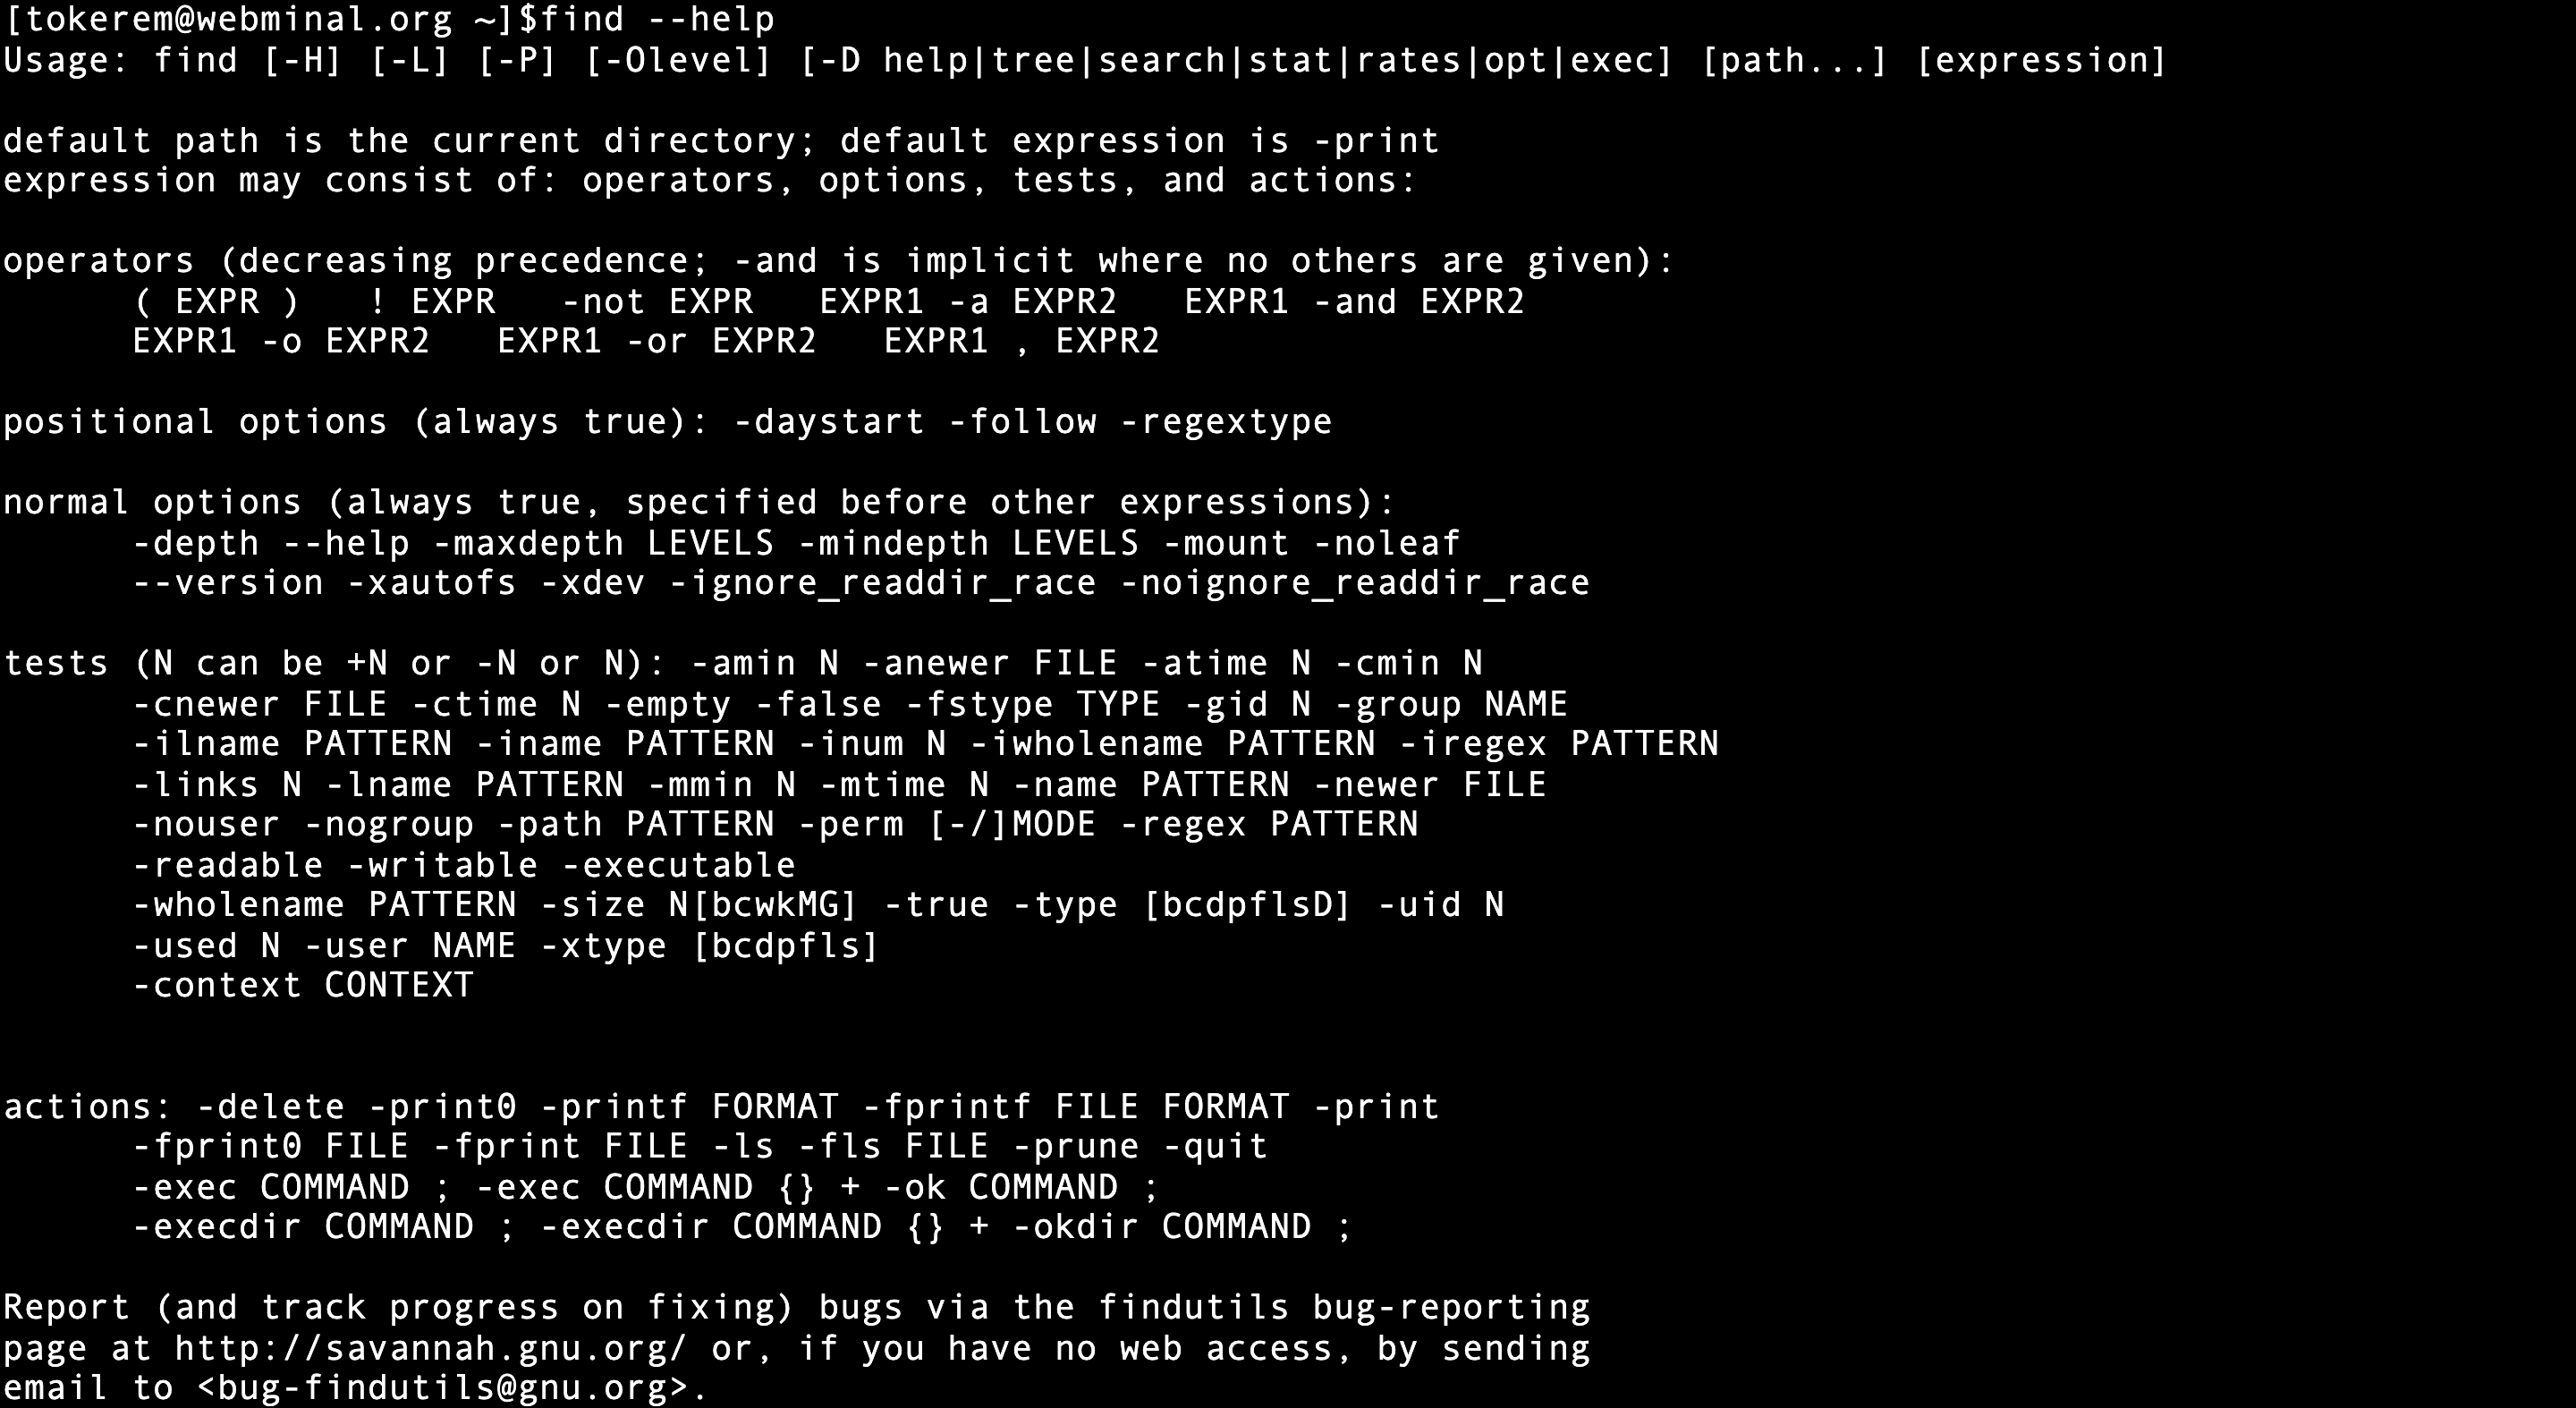 [tokerem@webminal.org ~]$find --help
Usage: find [-H] [-L] [-P] [-Olevel] [-D help|tree|search|stat|rates|opt|exec] [path...] [expression]

default path is the current directory; default expression is -print
expression may consist of: operators, options, tests, and actions:

operators (decreasing precedence; -and is implicit where no others are given):
      ( EXPR )   ! EXPR   -not EXPR   EXPR1 -a EXPR2   EXPR1 -and EXPR2
      EXPR1 -o EXPR2   EXPR1 -or EXPR2   EXPR1 , EXPR2

positional options (always true): -daystart -follow -regextype

normal options (always true, specified before other expressions):
      -depth --help -maxdepth LEVELS -mindepth LEVELS -mount -noleaf
      --version -xautofs -xdev -ignore_readdir_race -noignore_readdir_race

tests (N can be +N or -N or N): -amin N -anewer FILE -atime N -cmin N
      -cnewer FILE -ctime N -empty -false -fstype TYPE -gid N -group NAME
      -ilname PATTERN -iname PATTERN -inum N -iwholename PATTERN -iregex PATTERN
      -links N -lname PATTERN -mmin N -mtime N -name PATTERN -newer FILE
      -nouser -nogroup -path PATTERN -perm [-/]MODE -regex PATTERN
      -readable -writable -executable
      -wholename PATTERN -size N[bcwkMG] -true -type [bcdpflsD] -uid N
      -used N -user NAME -xtype [bcdpfls]
      -context CONTEXT

actions: -delete -print0 -printf FORMAT -fprintf FILE FORMAT -print
      -fprint0 FILE -fprint FILE -ls -fls FILE -prune -quit
      -exec COMMAND ; -exec COMMAND {} + -ok COMMAND ;
      -execdir COMMAND ; -execdir COMMAND {} + -okdir COMMAND ;

Report (and track progress on fixing) bugs via the findutils bug-reporting
page at http://savannah.gnu.org/ or, if you have no web access, by sending
email to <bug-findutils@gnu.org>.